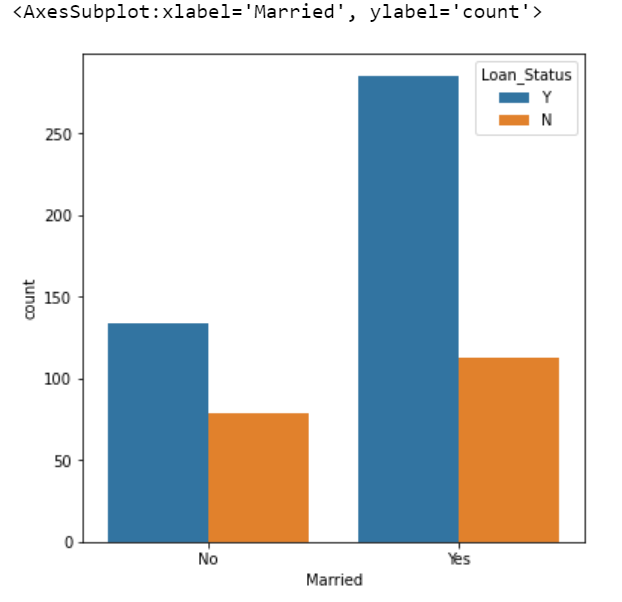 <AxesSubplot:xlabel='Married', ylabel='count'>
Loan_Status
Y
N
250
200
150
100
50
0
count
No Yes
Married